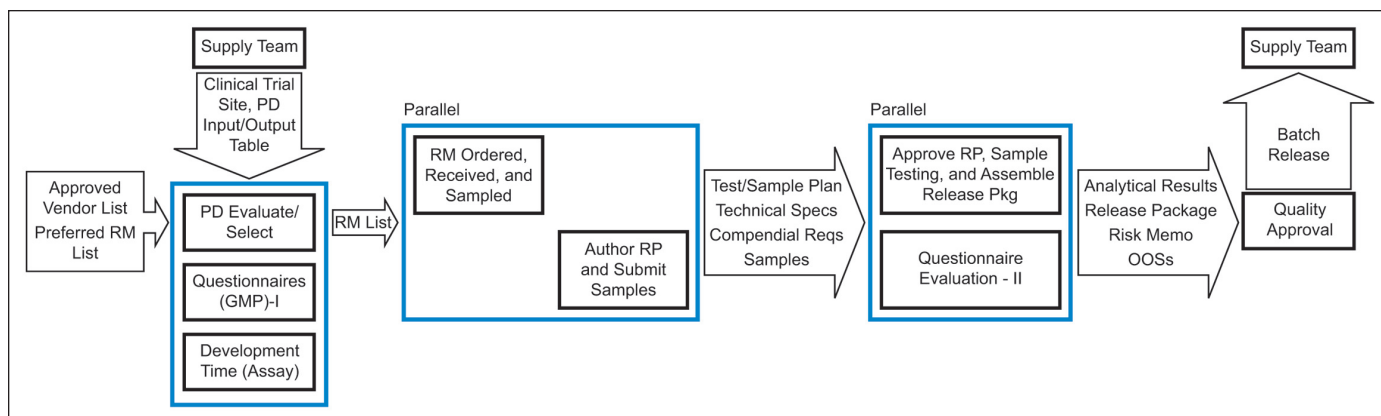 Supply Team
Clinical Trial
Site, PD
Input/Output
Table
Approved
Vendor List
Preferred RM
List
PD Evaluate/
Select
Questionnaires
(GMP)-I
Development
Time (Assay)
RM List
Parallel
RM Ordered,
Received, and
Sampled
Author RP
and Submit
Samples
Test/Sample Plan
Technical Specs
Compendial Reqs
Samples
Parallel
Approve RP, Sample
Testing, and Assemble
Release Pkg
Questionnaire
Evaluation - II
Analytical Results
Release Package
Risk Memo
OOSs
Quality
Approval
Batch
Release
Supply Team